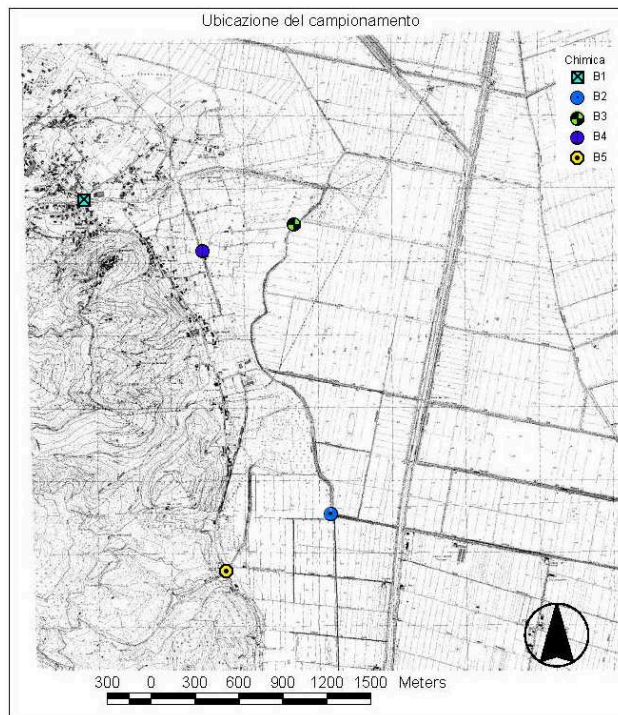 Ubicazione del campionamento
Chimica
B1
B2
B3
B4
B5
300 0 300 600 900 1200 1500 Meters